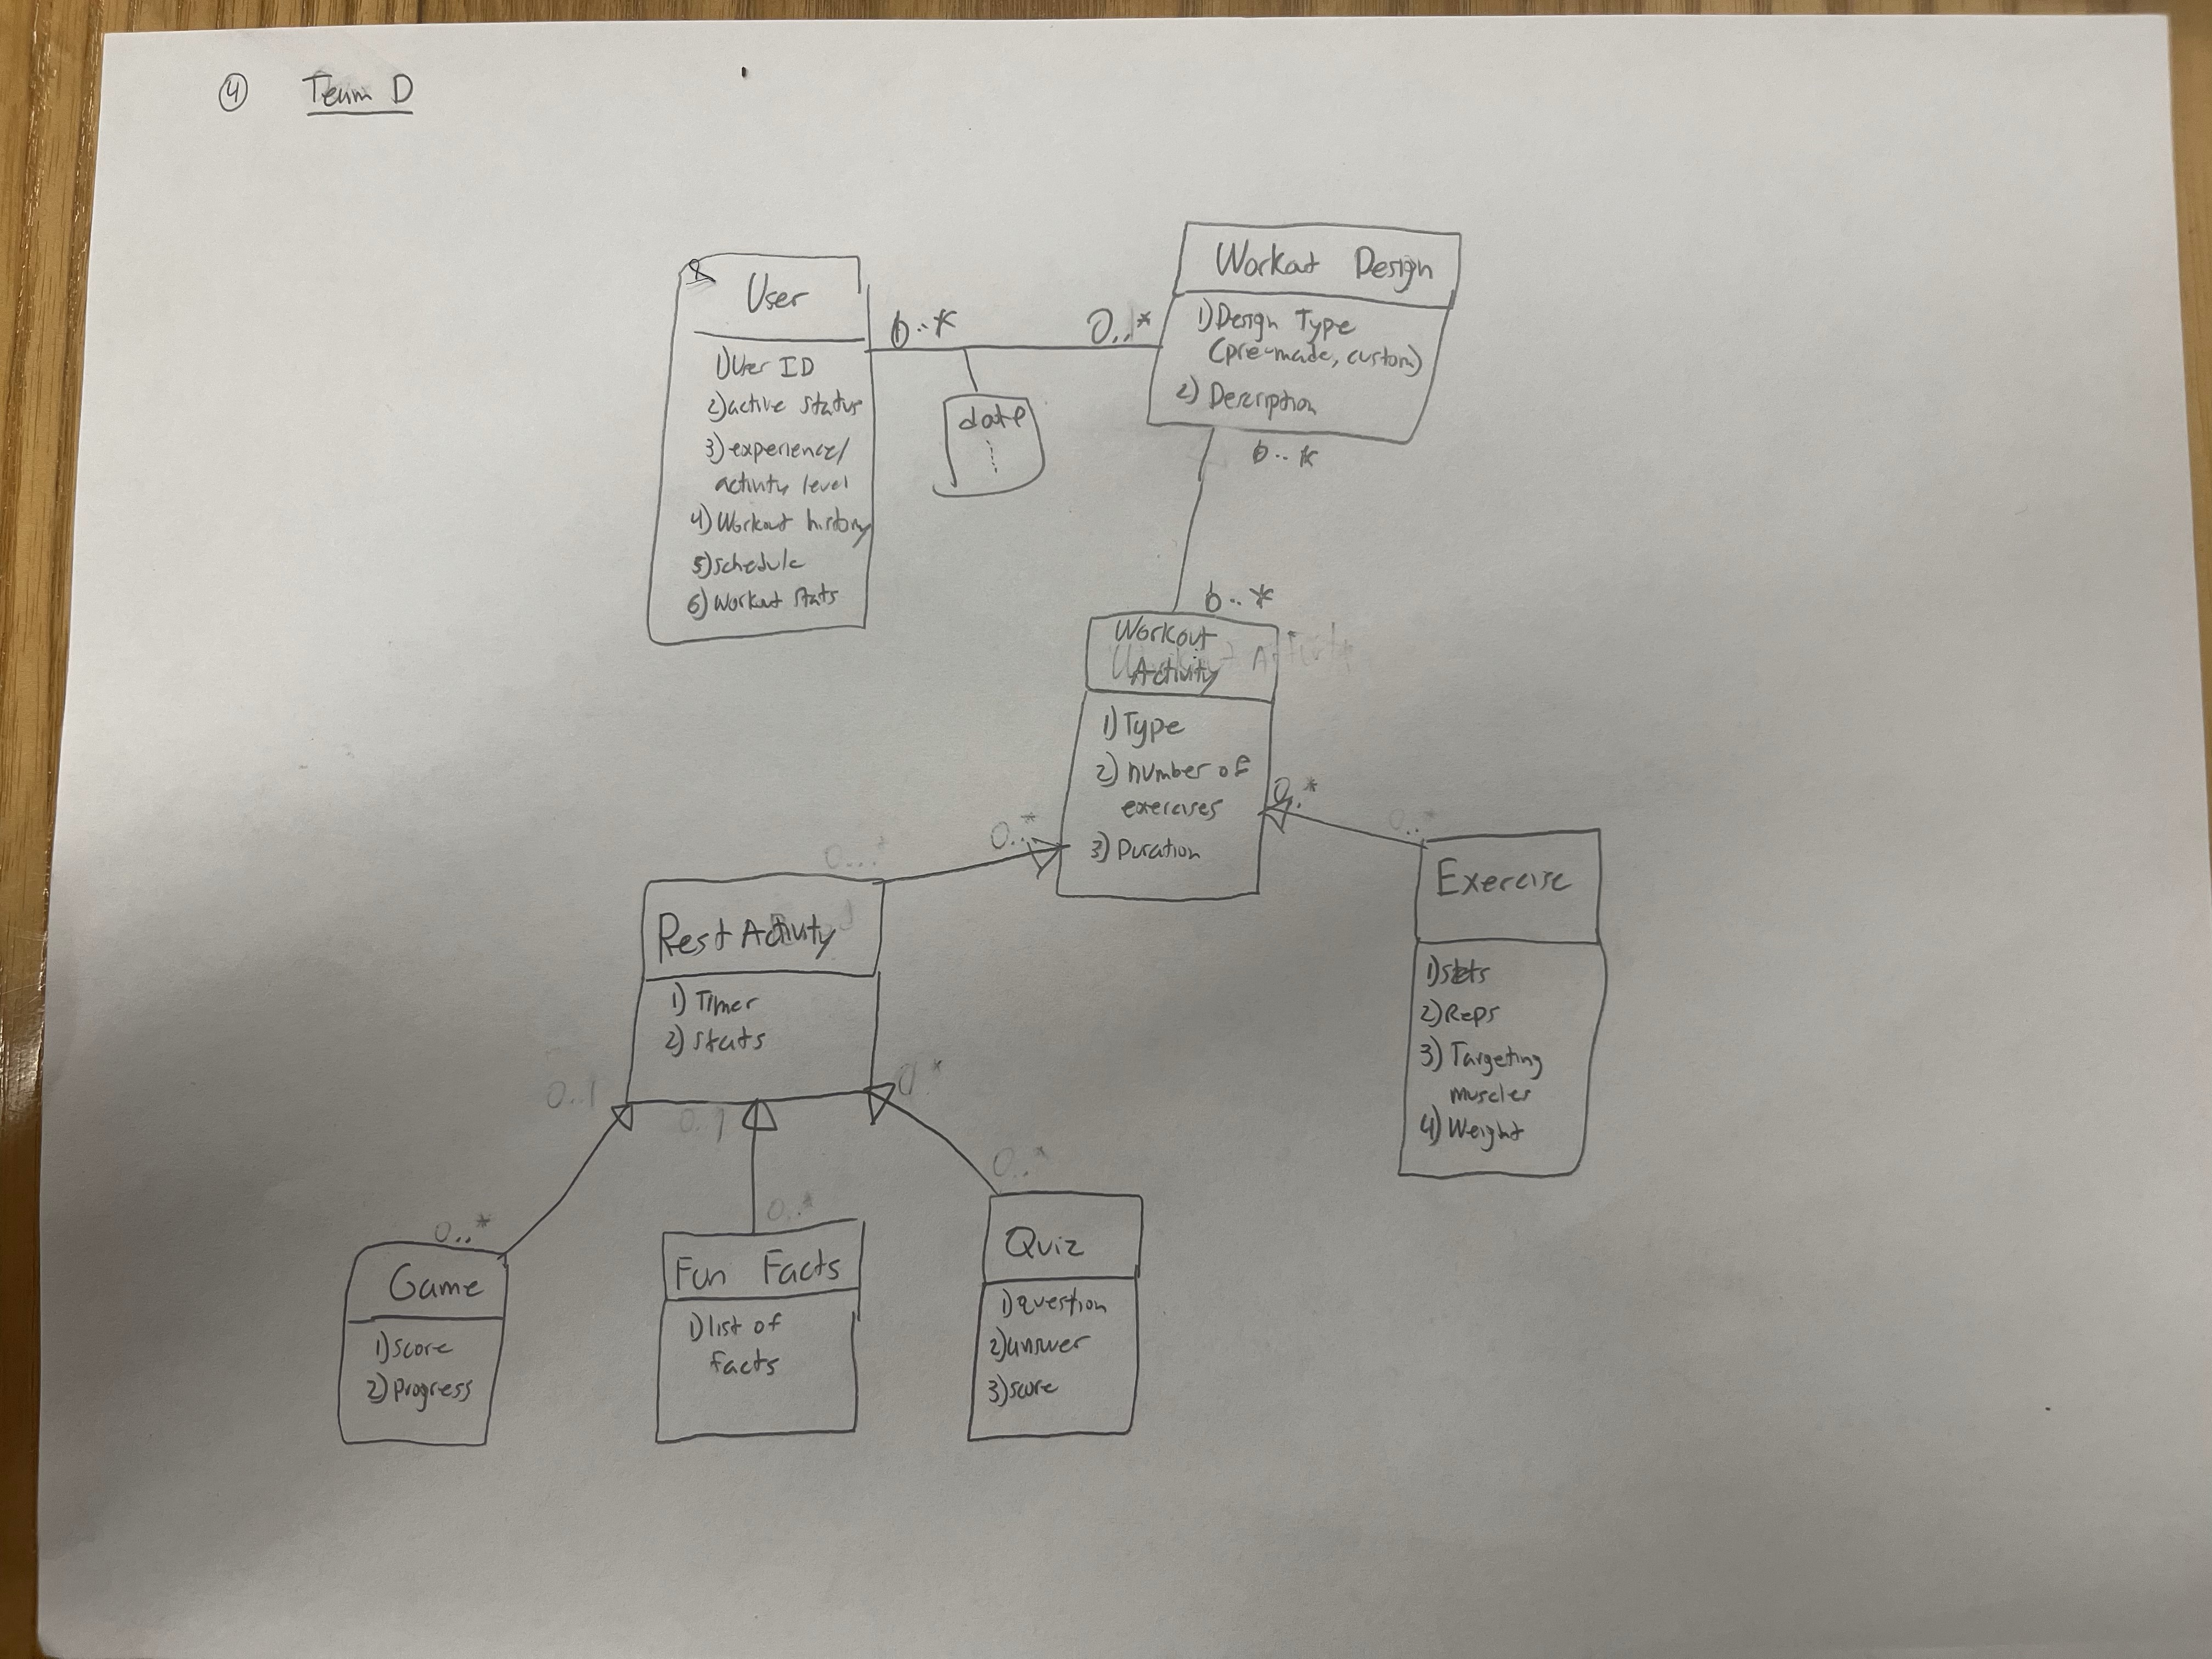 4 Team D
User
1) User ID
2) active status
3) experience/
activity level
4) Workout history
5) schedule
6) Workout stats
0..*
0..*
date
Workout Design
1) Design Type
(pre-made, custom)
2) Description
0..*
0..*
Workout
Activity
1) Type
2) number of
exercises
3) Duration
0..*
0..*
0..*
0..*
Exercise
1) sets
2) Reps
3) Targeting
muscles
4) Weight
Rest Activity
1) Timer
2) stats
0..1
0..1
0..*
0..*
0..*
0..*
Game
1) score
2) progress
Fun Facts
1) list of
facts
Quiz
1) question
2) answer
3) score